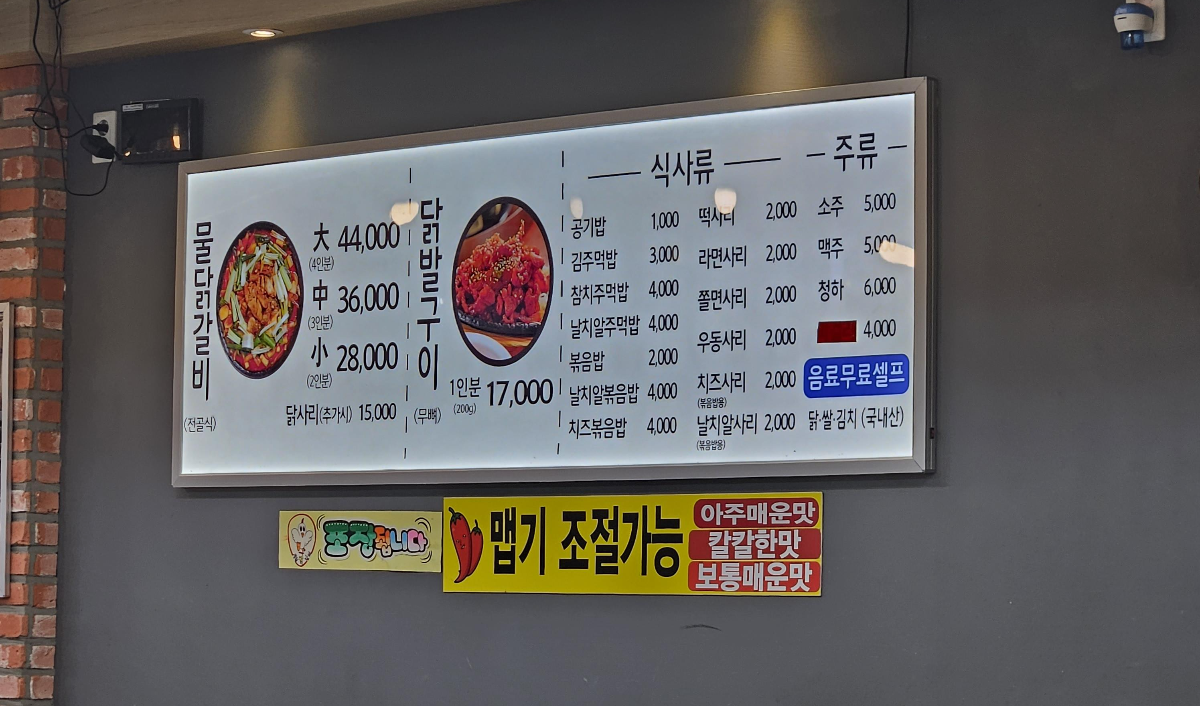 물닭갈비
(전골식)
大 44,000
(4인분)
中 36,000
(3인분)
小 28,000
(2인분)
닭사리(추가시) 15,000
닭발구이
(무뼈)
1인분 17,000
(200g)
식사류
공기밥 1,000
김주먹밥 3,000
참치주먹밥 4,000
날치알주먹밥 4,000
볶음밥 2,000
날치알볶음밥 4,000
치즈볶음밥 4,000
떡사리 2,000
라면사리 2,000
쫄면사리 2,000
우동사리 2,000
치즈사리 2,000
(볶음밥용)
날치알사리 2,000
(볶음밥용)
주류
소주 5,000
맥주 5,000
청하 6,000
4,000
음료무료셀프
닭·쌀·김치 (국내산)
포장됩니다
맵기 조절가능
아주매운맛
칼칼한맛
보통매운맛